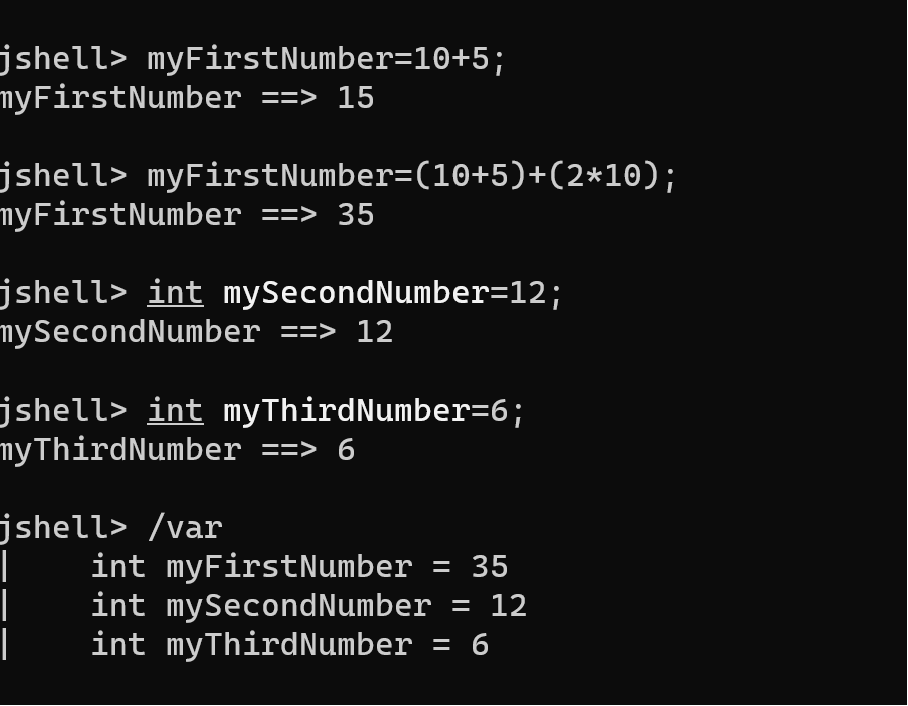 jshell> myFirstNumber=10+5;
myFirstNumber ==> 15
jshell> myFirstNumber=(10+5)+(2*10);
myFirstNumber ==> 35
jshell> int mySecondNumber=12;
mySecondNumber ==> 12
jshell> int myThirdNumber=6;
myThirdNumber ==> 6
jshell> /var
|    int myFirstNumber = 35
|    int mySecondNumber = 12
|    int myThirdNumber = 6